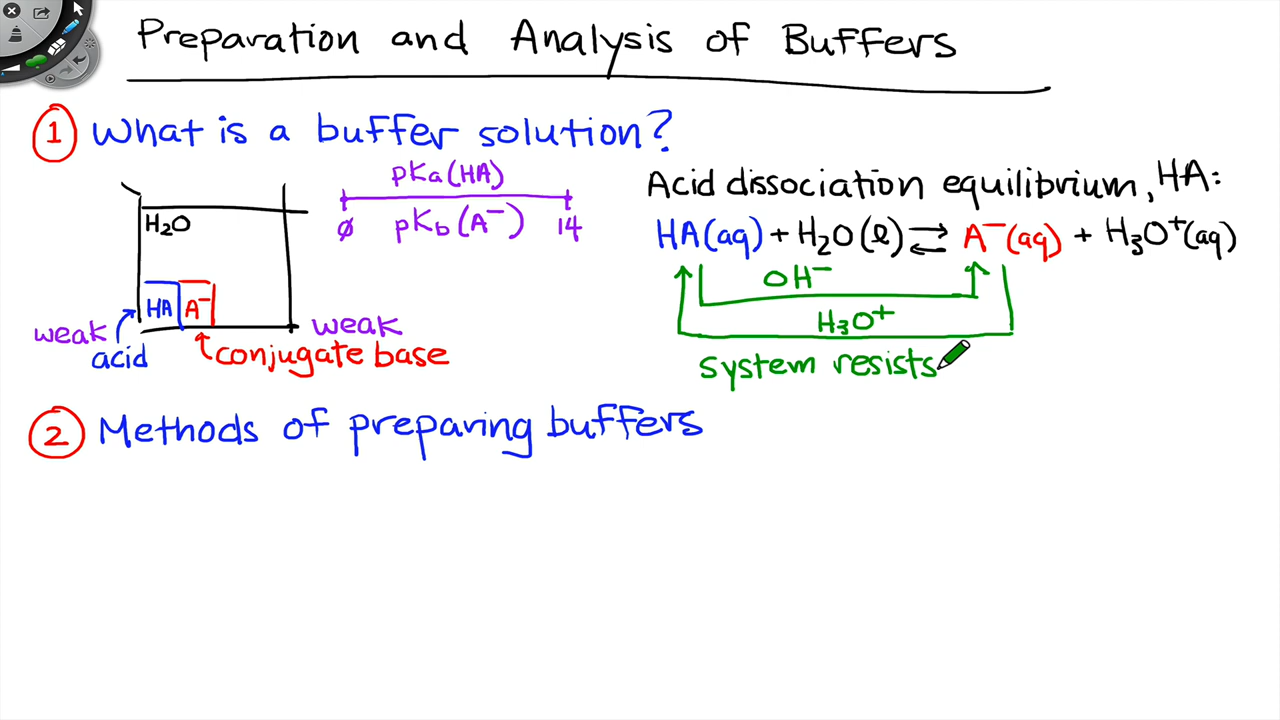 Preparation and Analysis of Buffers
① What is a buffer solution?
pKa(HA)
ϕ pKb(A⁻) 14
H₂O
HA A⁻
weak acid
weak conjugate base
Acid dissociation equilibrium, HA:
HA(aq) + H₂O(l) ⇌ A⁻(aq) + H₃O⁺(aq)
OH⁻
H₃O⁺
system resists
② Methods of preparing buffers